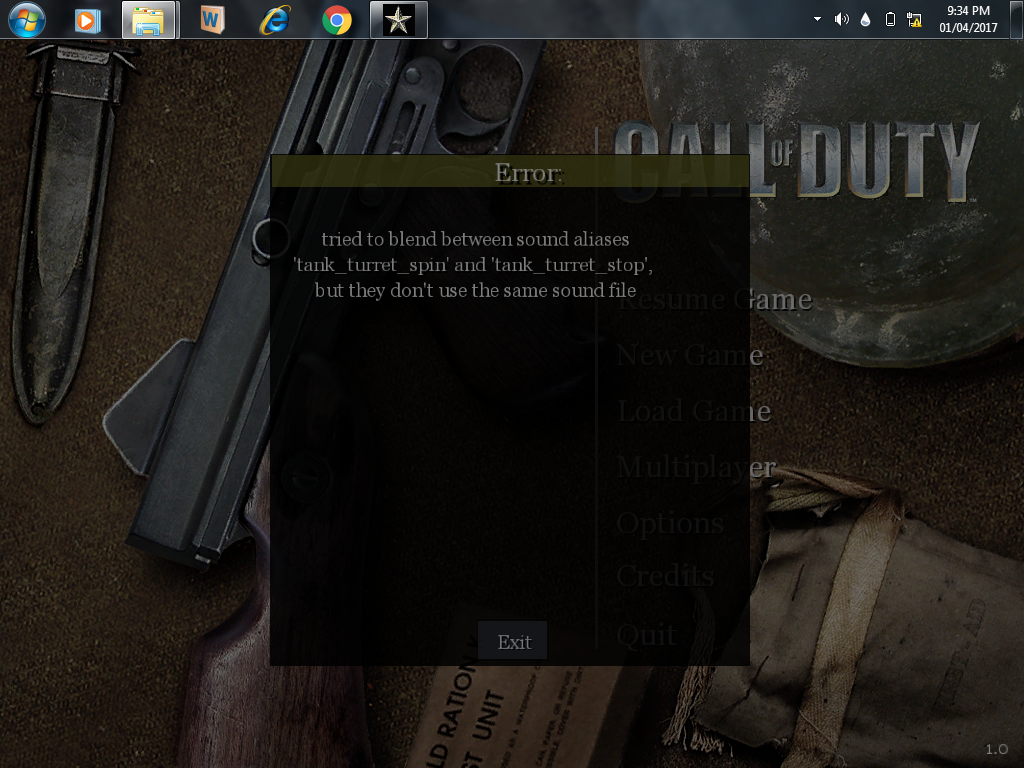 9:34 PM
01/04/2017
CALL OF DUTY
Error:
tried to blend between sound aliases
'tank_turret_spin' and 'tank_turret_stop',
but they don't use the same sound file
Resume Game
New Game
Load Game
Multiplayer
Options
Credits
Quit
Exit
UNIT
1.0